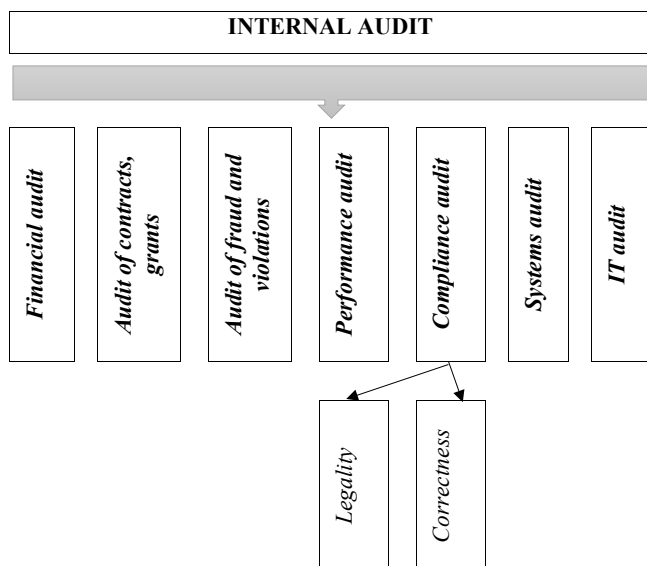 INTERNAL AUDIT
Financial audit
Audit of contracts,
grants
Audit of fraud and
violations
Performance audit
Compliance audit
Systems audit
IT audit
Legality
Correctness